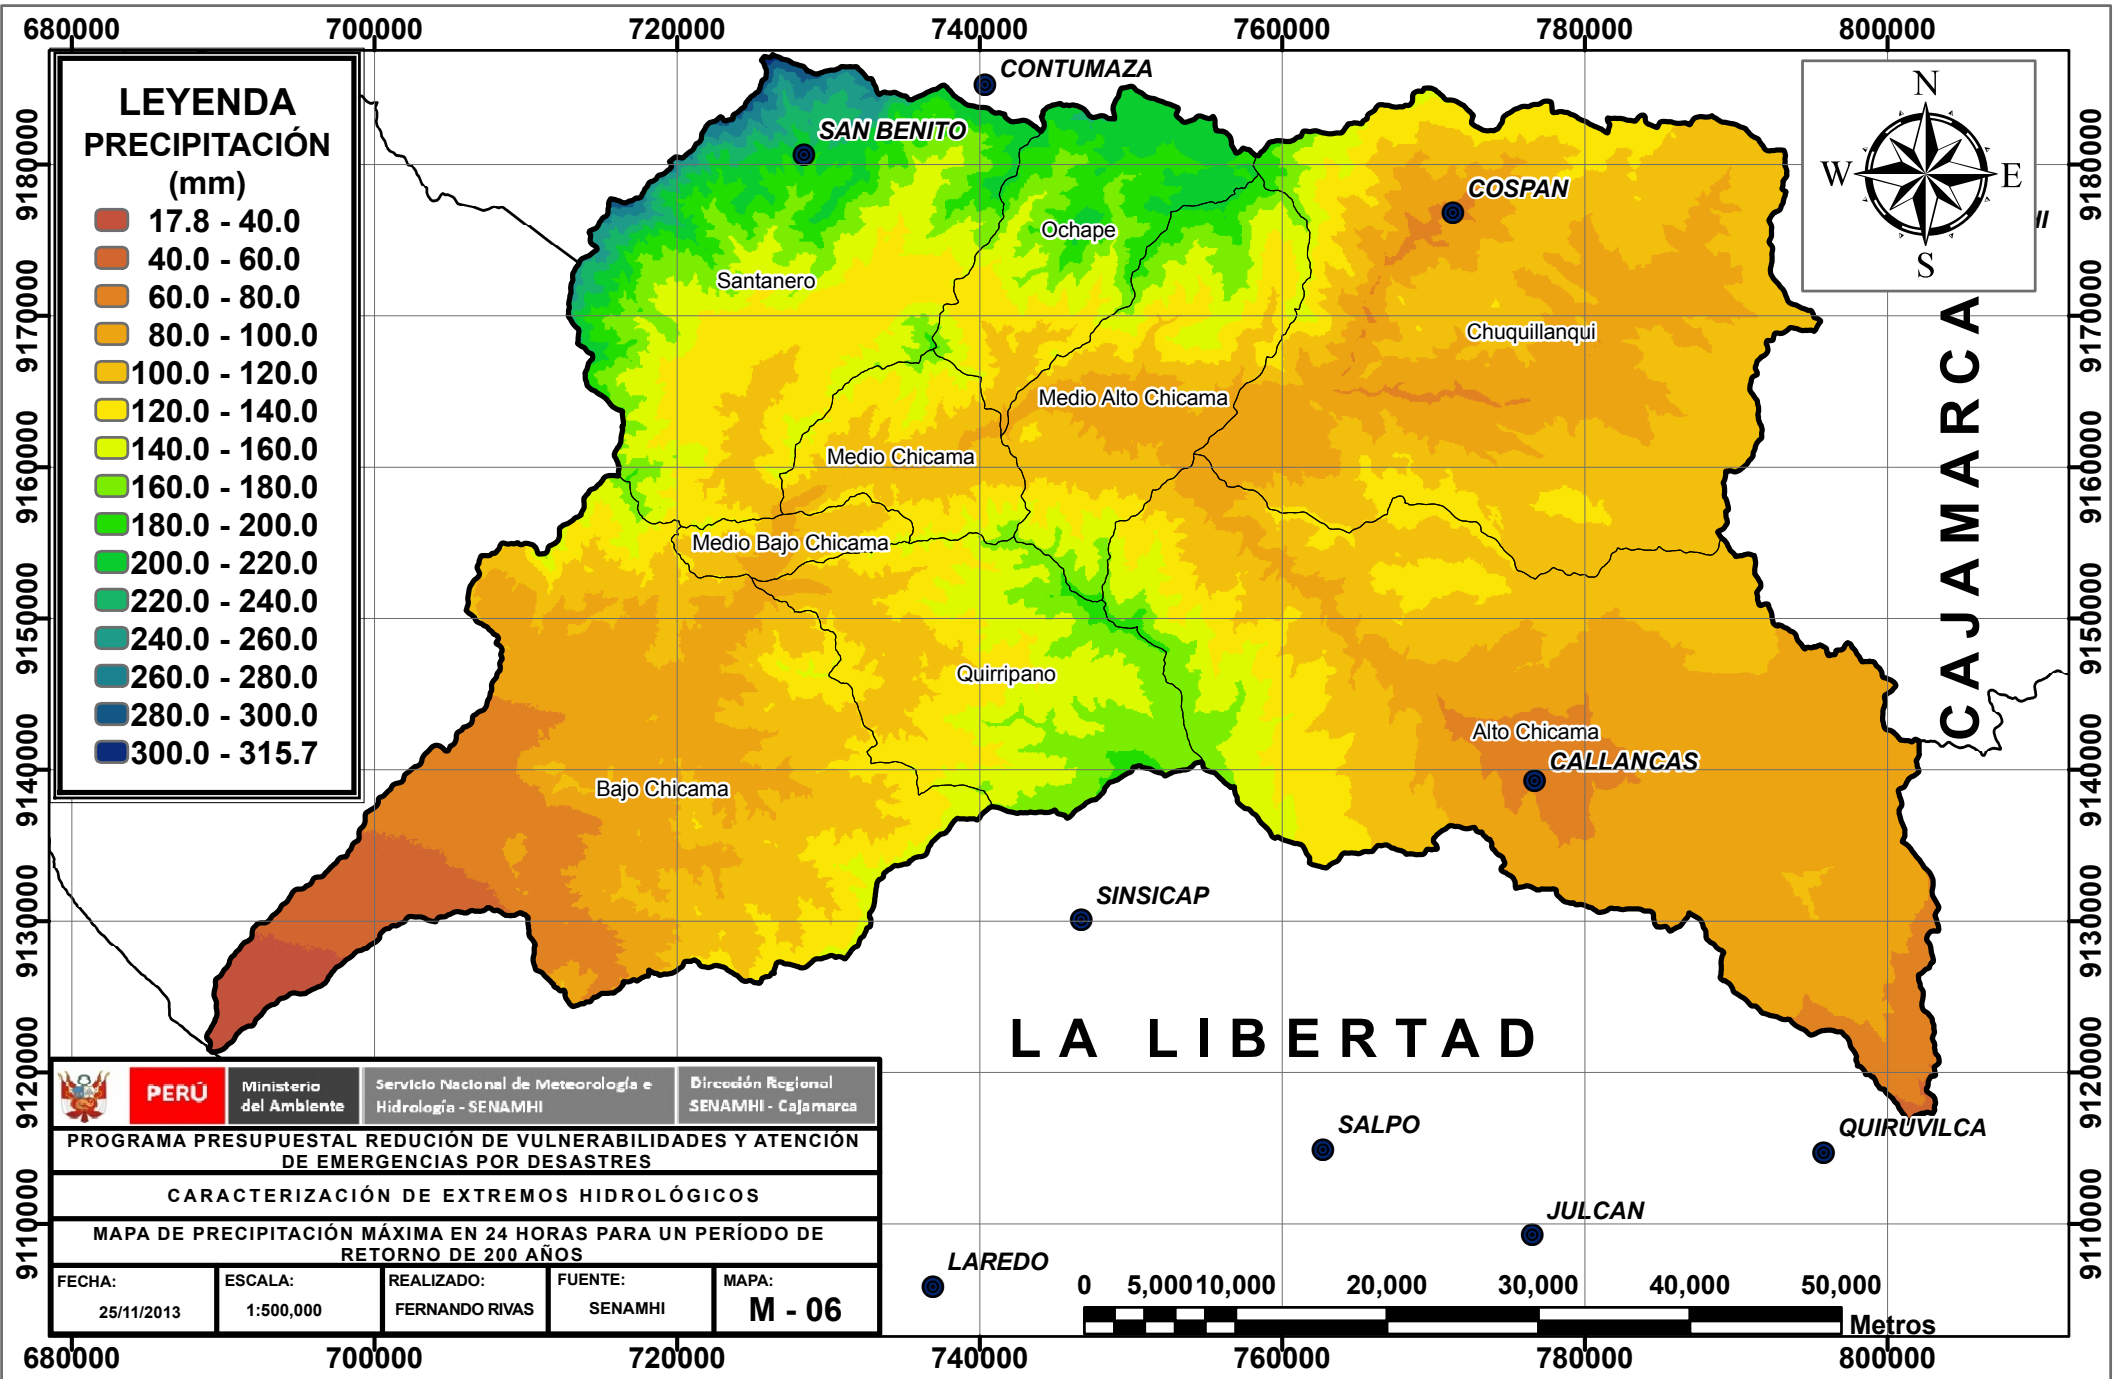 680000 700000 720000 740000 760000 780000 800000
LEYENDA
PRECIPITACIÓN
(mm)
17.8 - 40.0
40.0 - 60.0
60.0 - 80.0
80.0 - 100.0
100.0 - 120.0
120.0 - 140.0
140.0 - 160.0
160.0 - 180.0
180.0 - 200.0
200.0 - 220.0
220.0 - 240.0
240.0 - 260.0
260.0 - 280.0
280.0 - 300.0
300.0 - 315.7
9180000
9170000
9160000
9150000
9140000
9130000
9120000
9110000
CONTUMAZA
SAN BENITO
COSPAN
Ochape
Santanero
Chuquillanqui
Medio Alto Chicama
Medio Chicama
Medio Bajo Chicama
Quirripano
Alto Chicama
CALLANCAS
Bajo Chicama
SINSICAP
LA LIBERTAD
SALPO
QUIRUVILCA
JULCAN
LAREDO
N
W E
S
CAJAMARCA
9180000
9170000
9160000
9150000
9140000
9130000
9120000
9110000
PERÚ
Ministerio
del Ambiente
Servicio Nacional de Meteorología e
Hidrología - SENAMHI
Dirección Regional
SENAMHI - Cajamarca
PROGRAMA PRESUPUESTAL REDUCIÓN DE VULNERABILIDADES Y ATENCIÓN
DE EMERGENCIAS POR DESASTRES
CARACTERIZACIÓN DE EXTREMOS HIDROLÓGICOS
MAPA DE PRECIPITACIÓN MÁXIMA EN 24 HORAS PARA UN PERÍODO DE
RETORNO DE 200 AÑOS
FECHA:
25/11/2013
ESCALA:
1:500,000
REALIZADO:
FERNANDO RIVAS
FUENTE:
SENAMHI
MAPA:
M - 06
0 5,000 10,000 20,000 30,000 40,000 50,000
Metros
680000 700000 720000 740000 760000 780000 800000